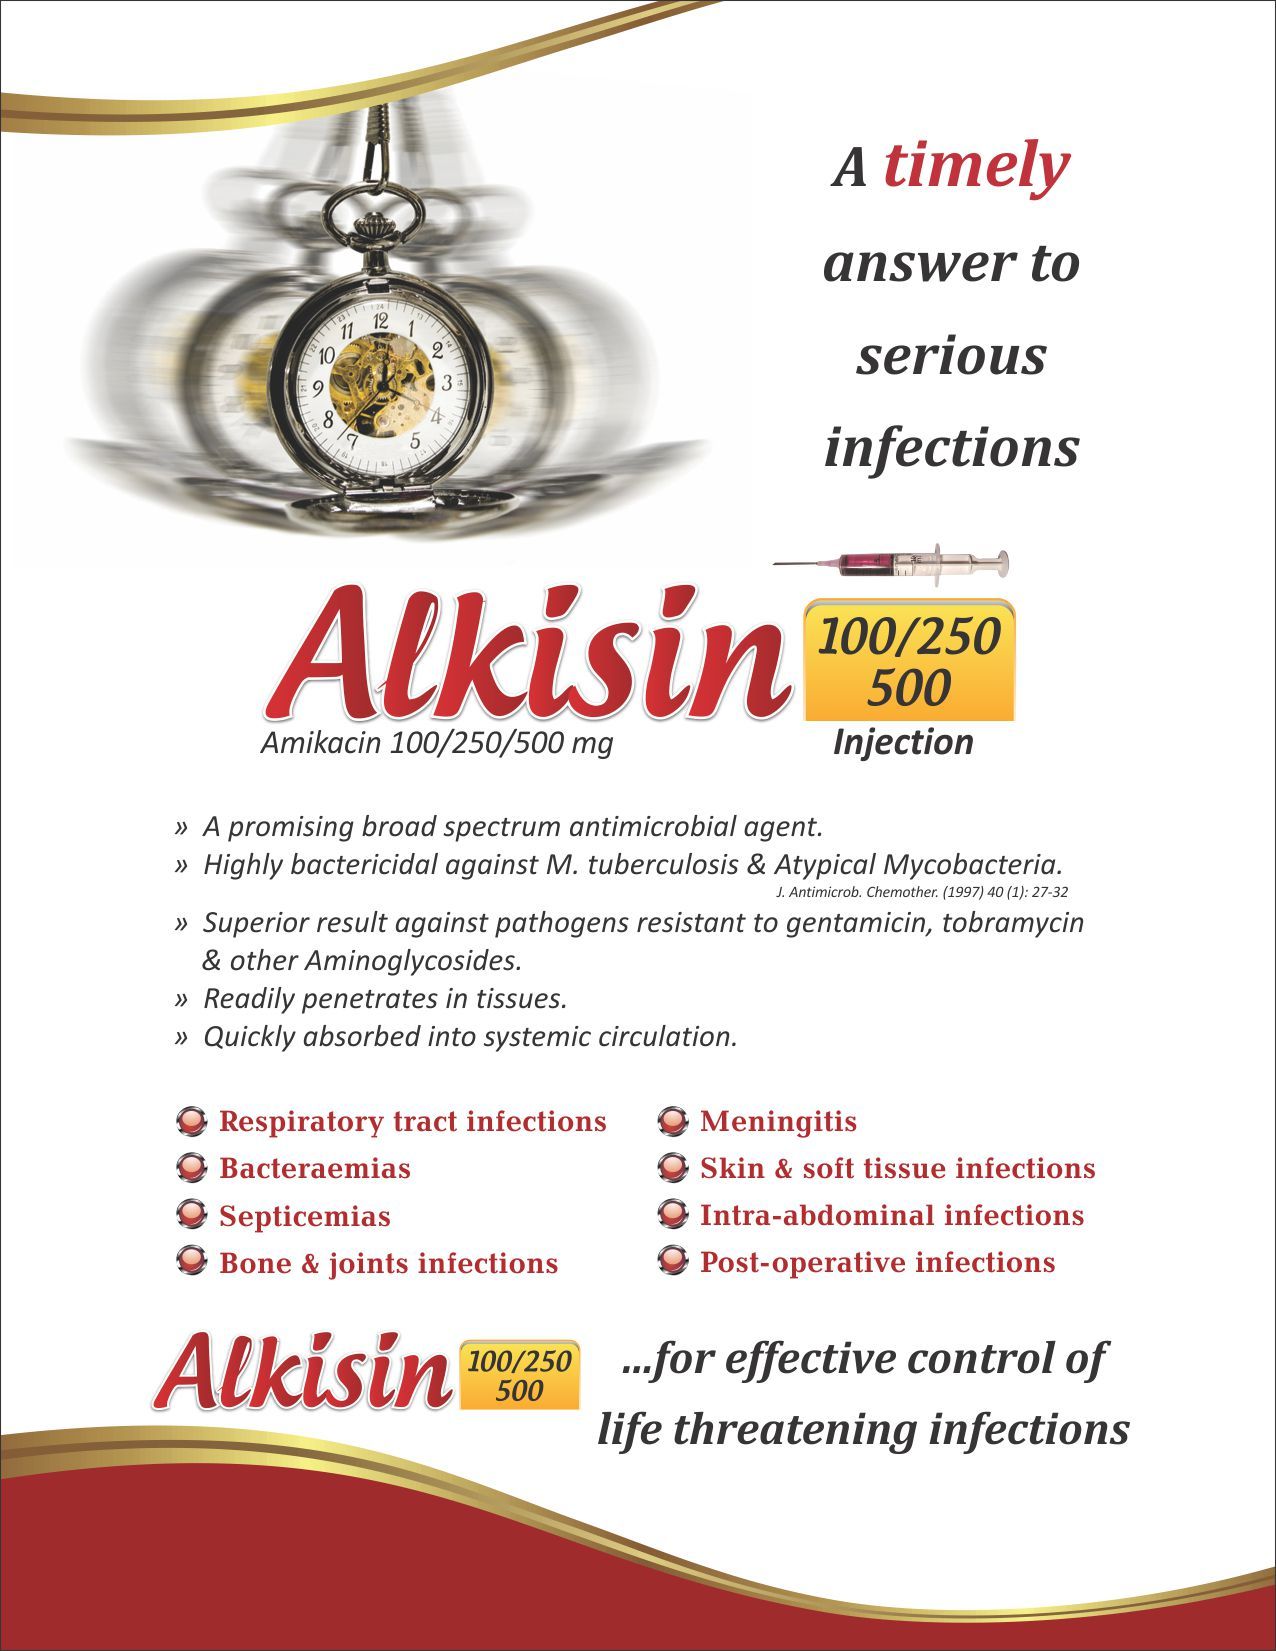 A timely
answer to
serious
infections
Alkisin
100/250
500
Amikacin 100/250/500 mg
Injection
» A promising broad spectrum antimicrobial agent.
» Highly bactericidal against M. tuberculosis & Atypical Mycobacteria.
J. Antimicrob. Chemother. (1997) 40 (1): 27-32
» Superior result against pathogens resistant to gentamicin, tobramycin
& other Aminoglycosides.
» Readily penetrates in tissues.
» Quickly absorbed into systemic circulation.
Respiratory tract infections
Bacteraemias
Septicemias
Bone & joints infections
Meningitis
Skin & soft tissue infections
Intra-abdominal infections
Post-operative infections
Alkisin
100/250
500
...for effective control of
life threatening infections